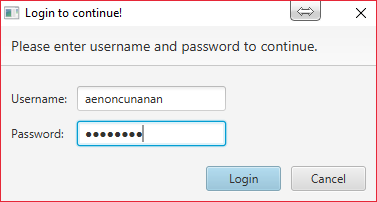 Login to continue!
Please enter username and password to continue.
Username: aenoncunanan
Password: ●●●●●●●●
Login Cancel